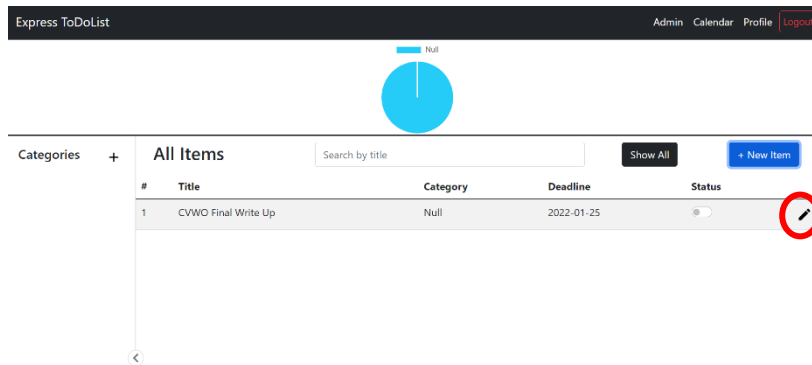 Express ToDoList Admin Calendar Profile Logout
Null
Categories + All Items Search by title Show All + New Item
# Title Category Deadline Status
1 CVWO Final Write Up Null 2022-01-25